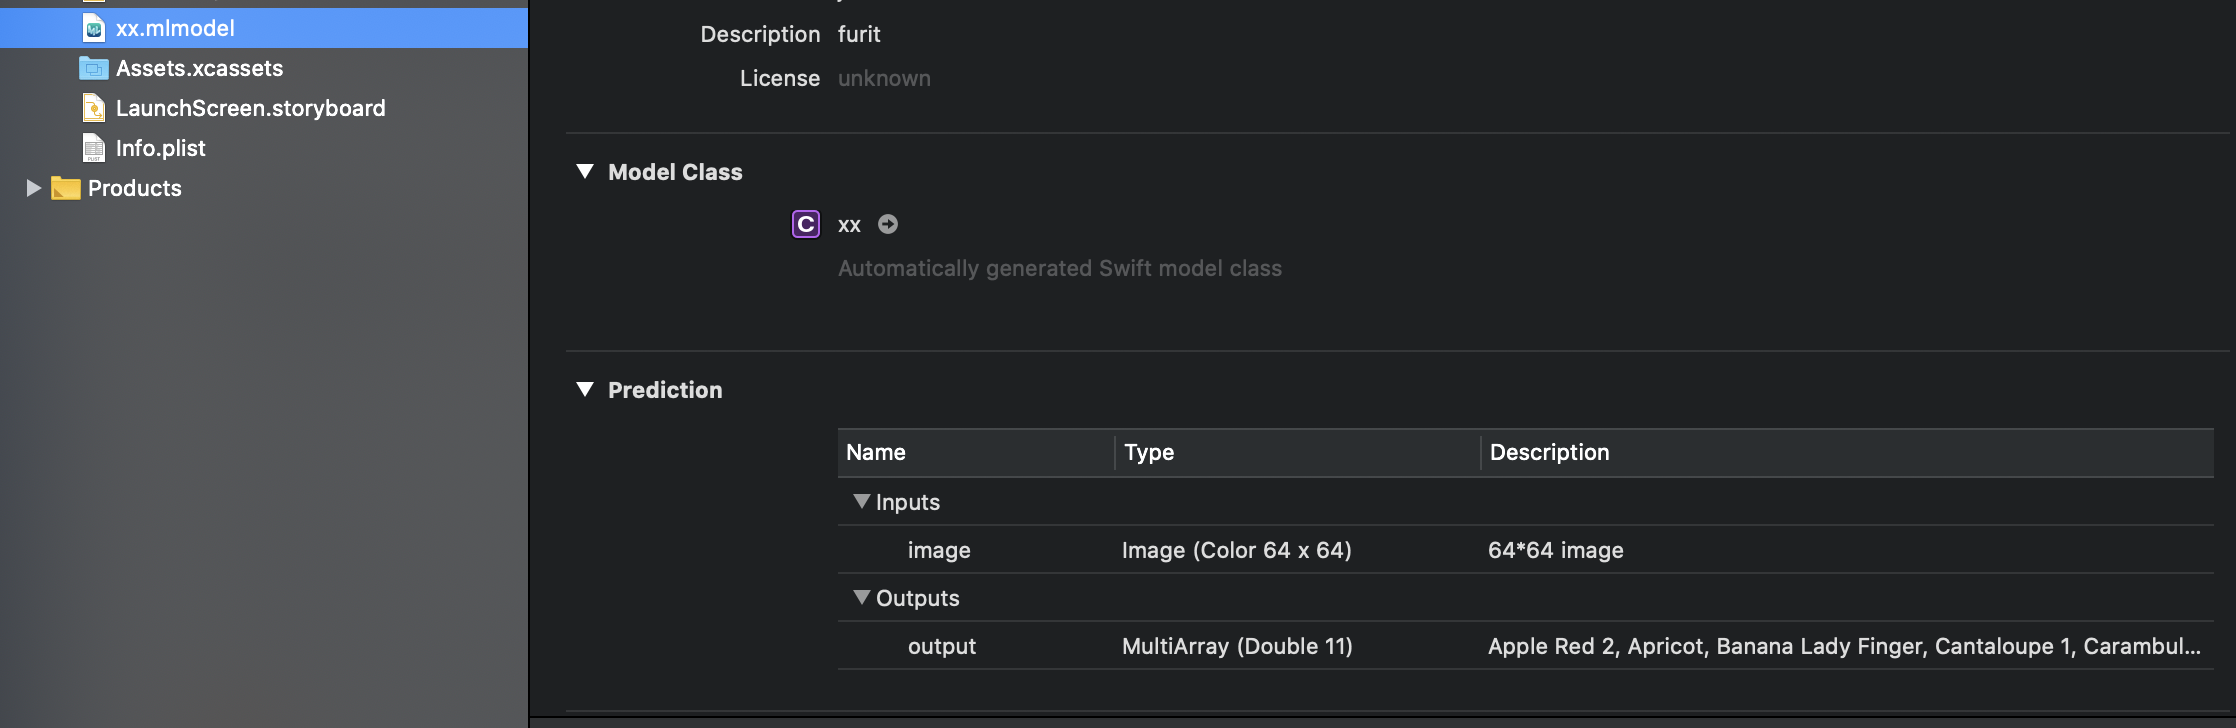 xx.mlmodel
Assets.xcassets
LaunchScreen.storyboard
Info.plist
Products
Description furit
License unknown
Model Class
C xx
Automatically generated Swift model class
Prediction
Name Type Description
Inputs
image Image (Color 64 x 64) 64*64 image
Outputs
output MultiArray (Double 11) Apple Red 2, Apricot, Banana Lady Finger, Cantaloupe 1, Carambul...